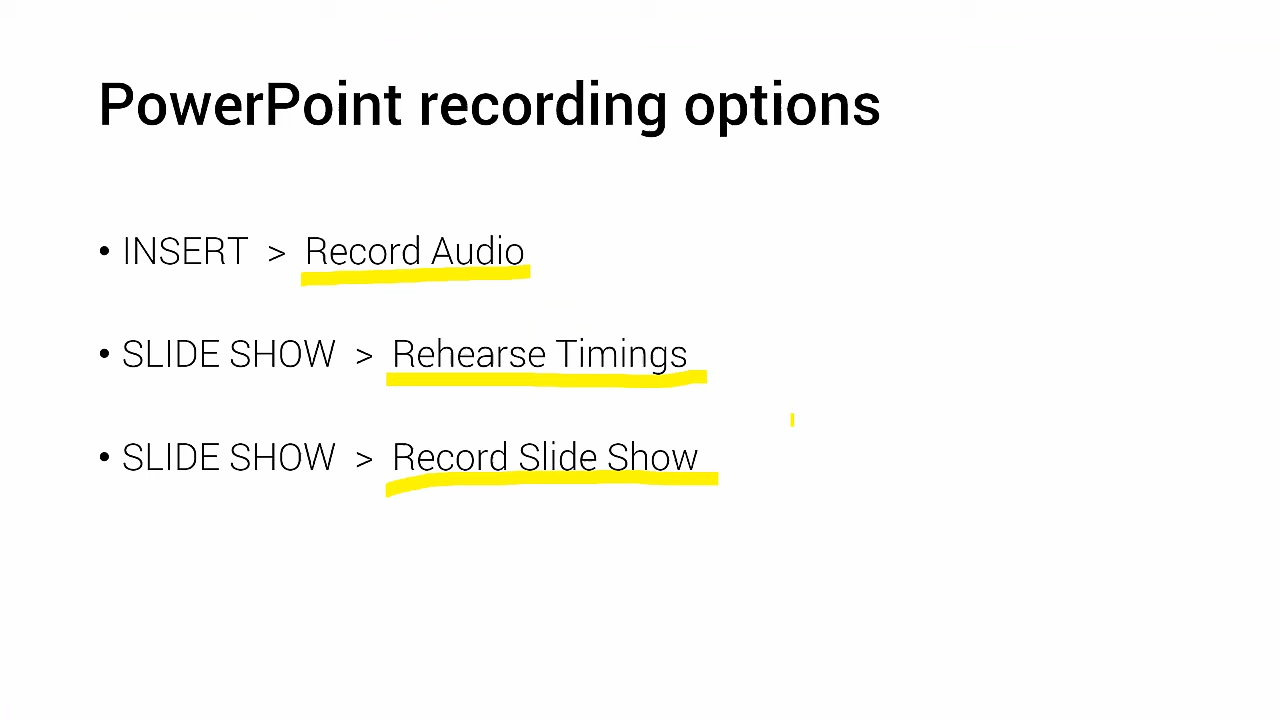 PowerPoint recording options
• INSERT > Record Audio
• SLIDE SHOW > Rehearse Timings
• SLIDE SHOW > Record Slide Show